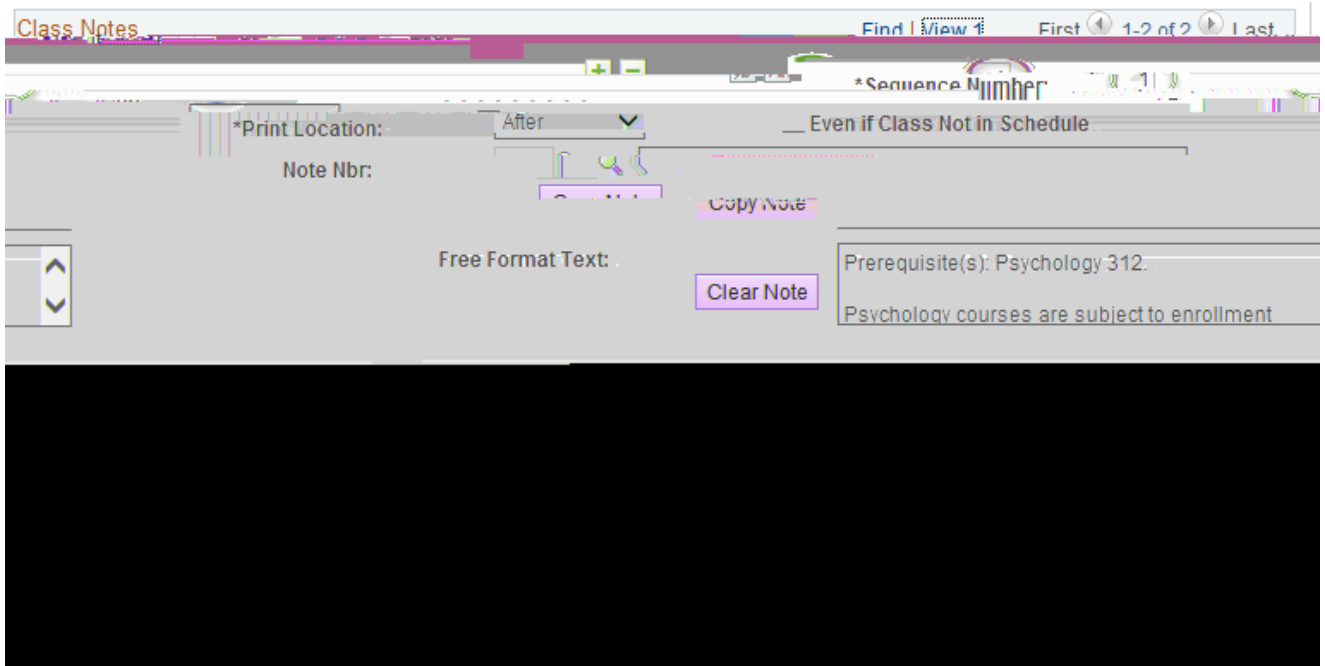 Class Notes Find | View 1 First 1-2 of 2 Last
*Sequence Number: 1
*Print Location: After Even if Class Not in Schedule
Note Nbr:
Copy Note
Free Format Text: Prerequisite(s): Psychology 312.
Clear Note
Psychology courses are subject to enrollment